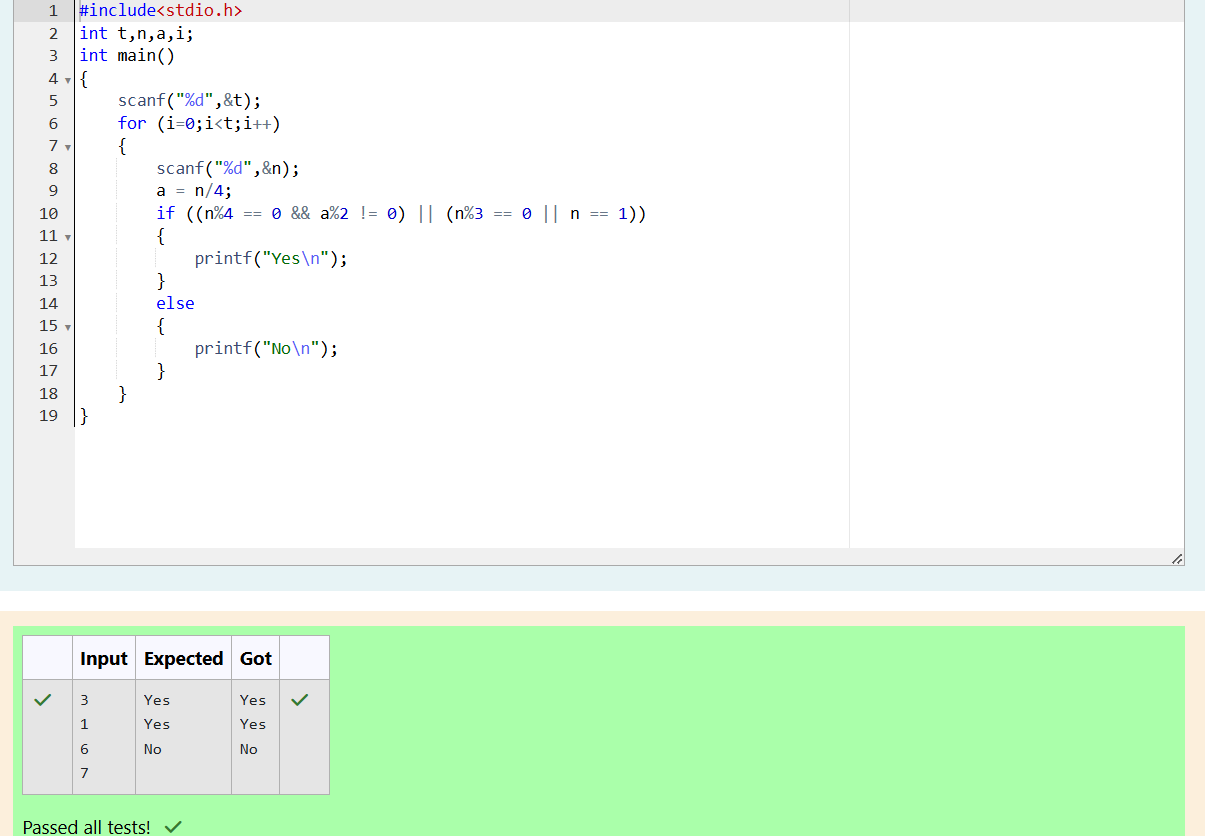 1 #include<stdio.h>
2 int t,n,a,i;
3 int main()
4 {
5     scanf("%d",&t);
6     for (i=0;i<t;i++)
7     {
8         scanf("%d",&n);
9         a = n/4;
10         if ((n%4 == 0 && a%2 != 0) || (n%3 == 0 || n == 1))
11         {
12             printf("Yes\n");
13         }
14         else
15         {
16             printf("No\n");
17         }
18     }
19 }
Input Expected Got
3 Yes Yes
1 Yes Yes
6 No No
7
Passed all tests!